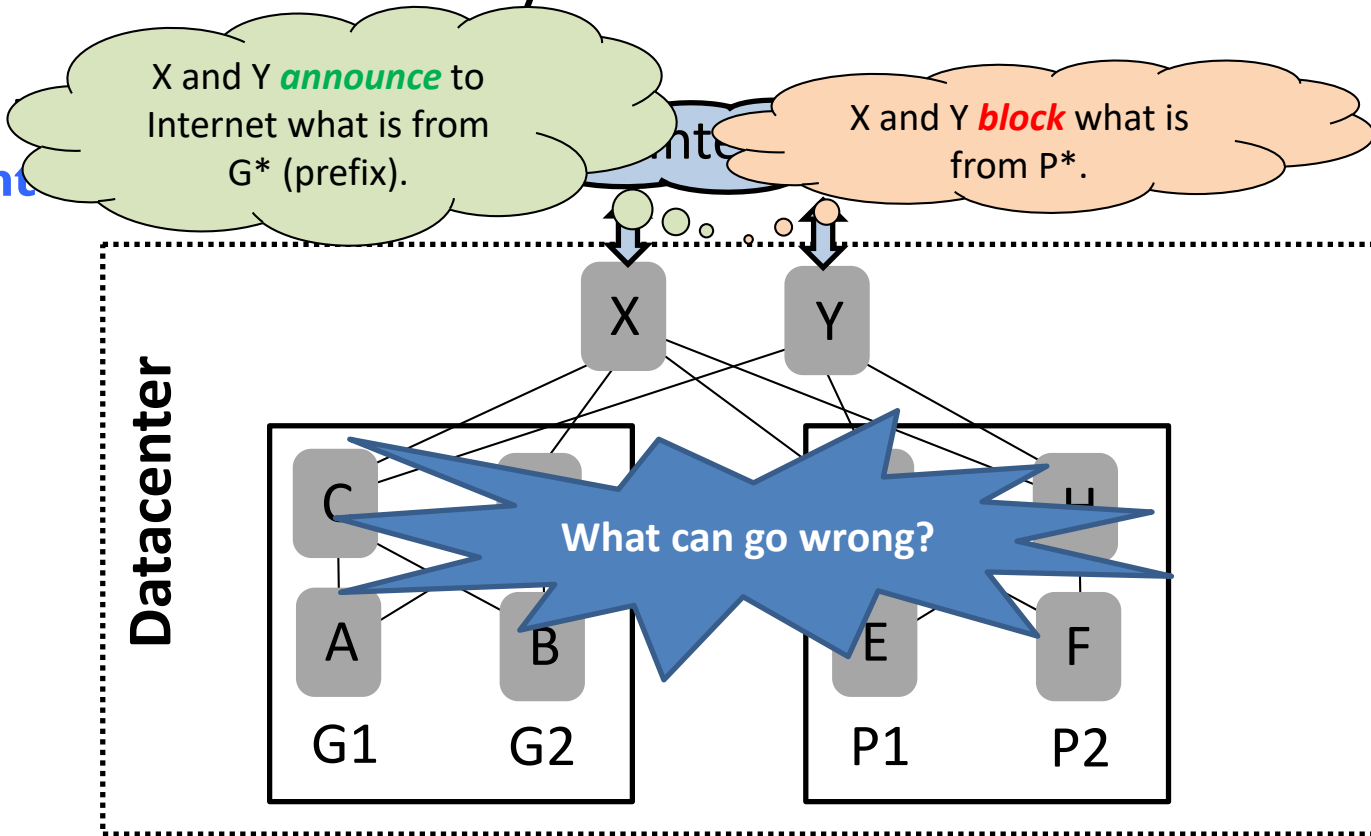 X and Y announce to
Internet what is from
G* (prefix).
X and Y block what is
from P*.
X
Y
Datacenter
C
What can go wrong?
H
A
B
E
F
G1
G2
P1
P2